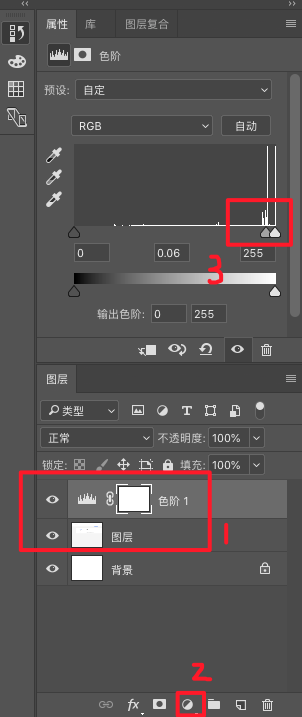 属性 库 图层复合
色阶
预设: 自定
RGB 自动
0 0.06 255
3
输出色阶: 0 255
图层
类型 T
正常 不透明度: 100%
锁定: 填充: 100%
色阶 1
1
图层
背景
2
fx